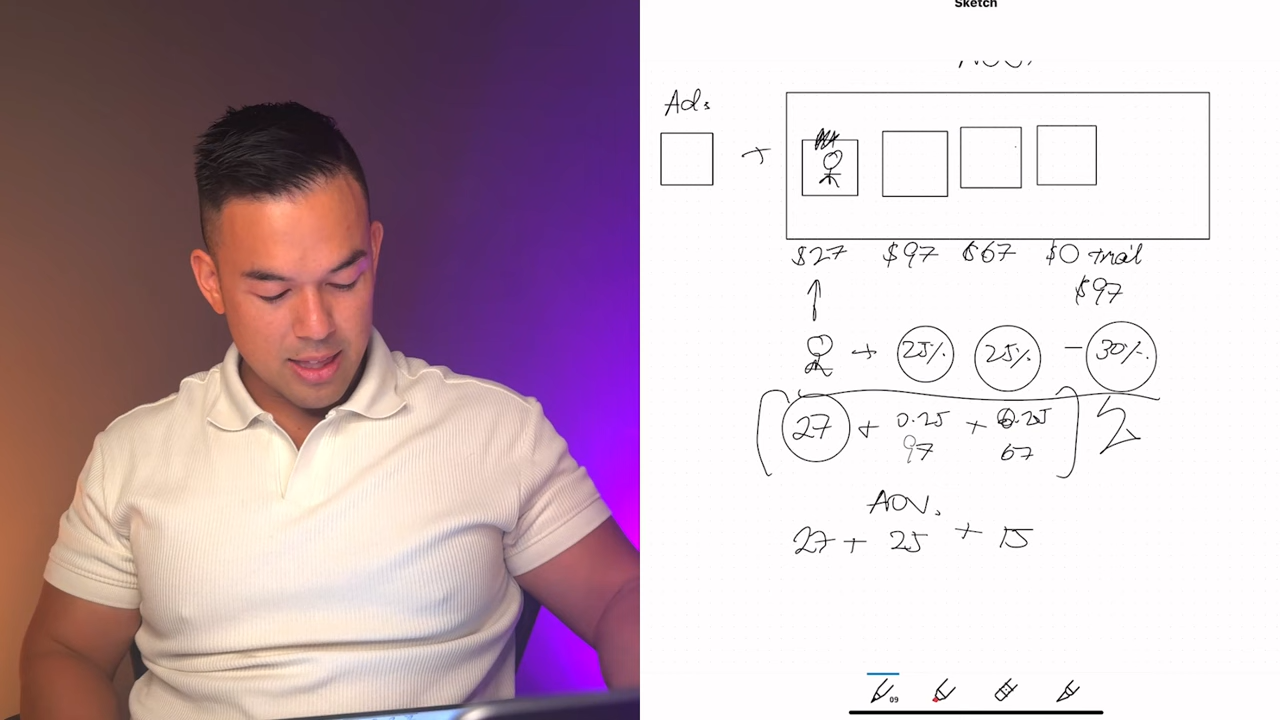 Sketch
Ads
+
$27 $97 $67 $0 trial
$97
+ 25% 25% - 30%
27 + 0.25 + 0.25
97 67
AOV.
27 + 25 + 15
09